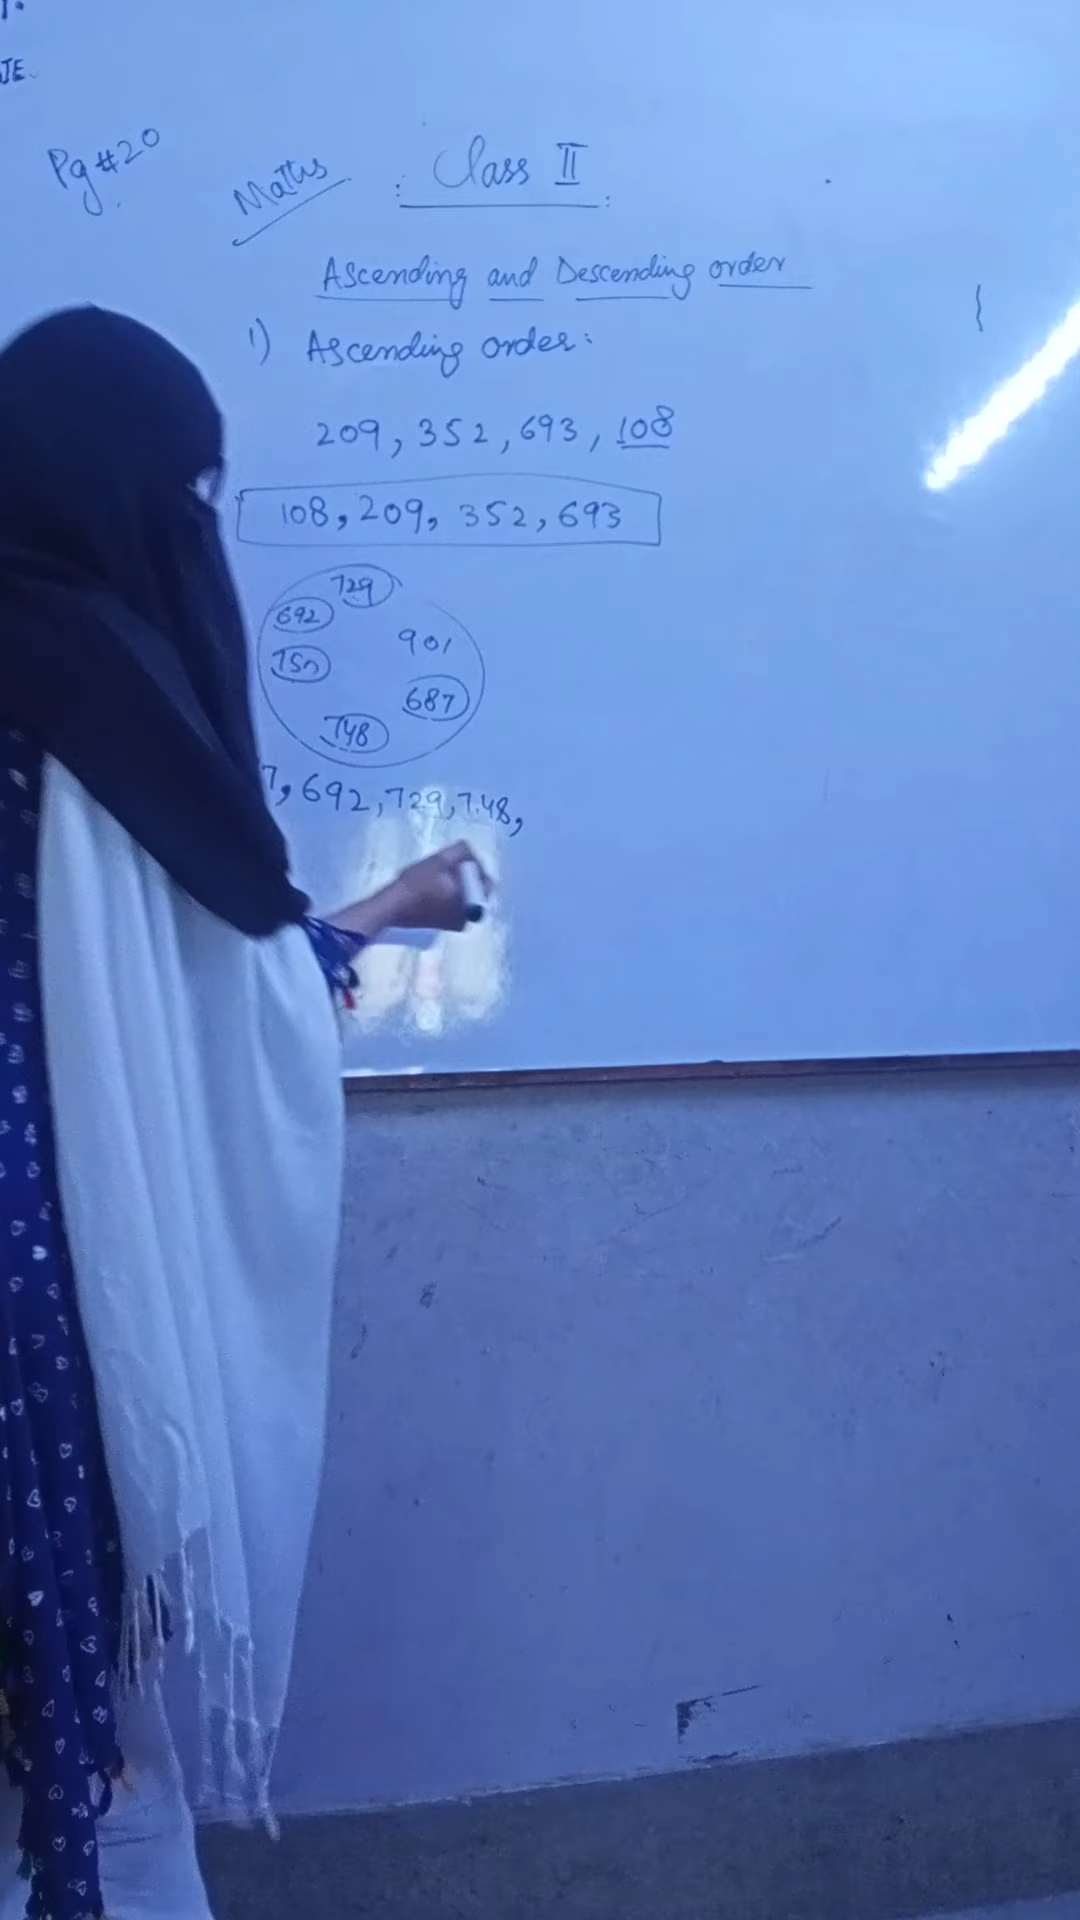 Pg #20
Maths
Class II
Ascending and Descending order
1) Ascending order:
209, 352, 693, 108
108, 209, 352, 693
729
692
901
687
748
7, 692, 729, 748,